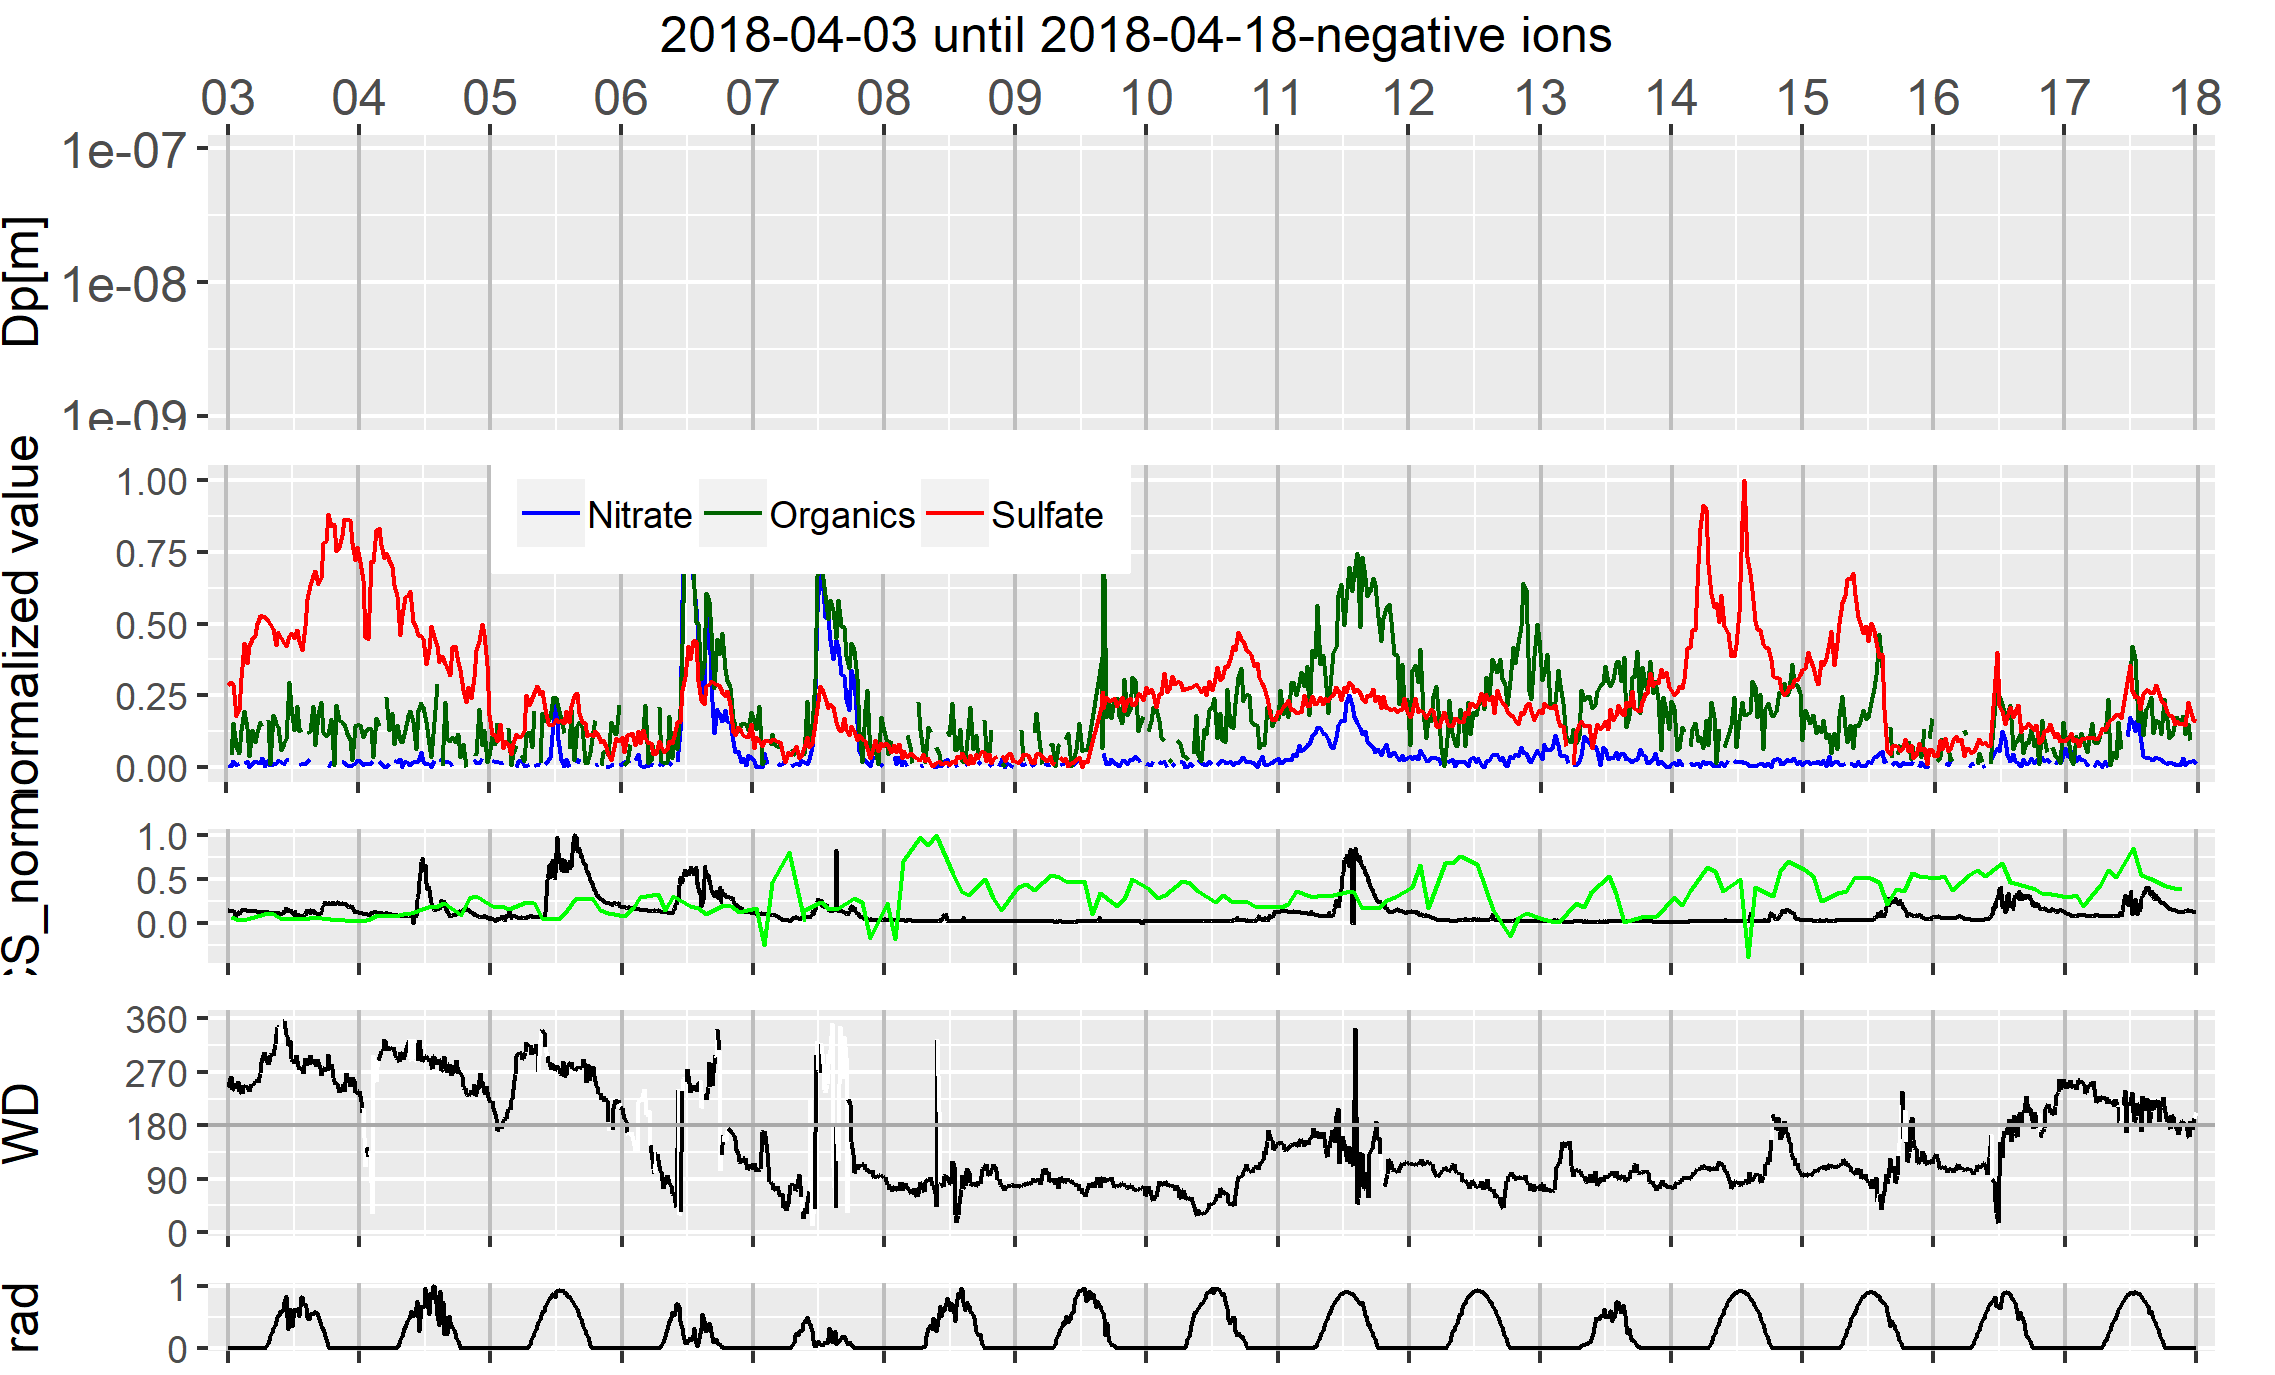 2018-04-03 until 2018-04-18-negative ions
03 04 05 06 07 08 09 10 11 12 13 14 15 16 17 18
Dp[m]
1e-07
1e-08
1e-09
CS_normormalized value
1.00
0.75
0.50
0.25
0.00
Nitrate Organics Sulfate
1.0
0.5
0.0
WD
360
270
180
90
0
rad
1
0